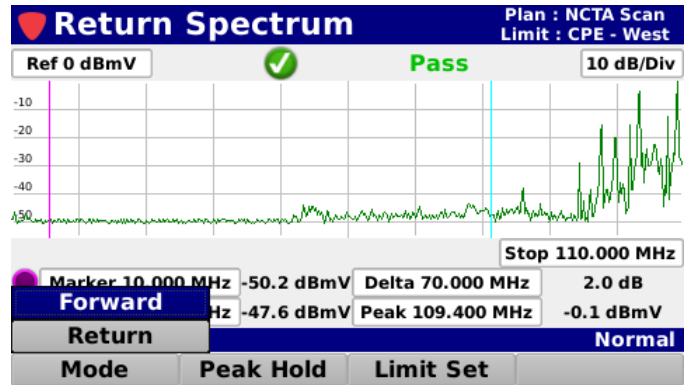 Return Spectrum
Plan : NCTA Scan
Limit : CPE - West
Ref 0 dBmV
Pass
10 dB/Div
-10
-20
-30
-40
-50
Stop 110.000 MHz
Marker 10.000 MHz -50.2 dBmV Delta 70.000 MHz 2.0 dB
Forward
Hz -47.6 dBmV Peak 109.400 MHz -0.1 dBmV
Return
Normal
Mode Peak Hold Limit Set